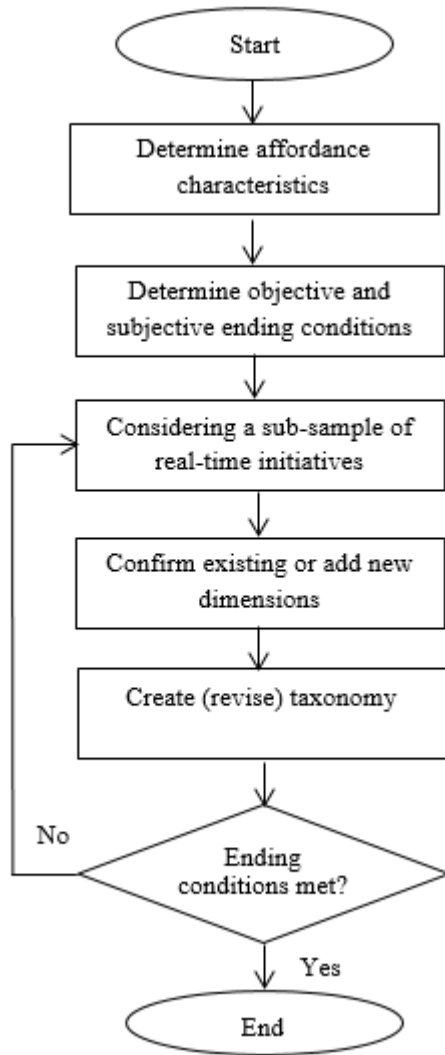 Start
Determine affordance
characteristics
Determine objective and
subjective ending conditions
Considering a sub-sample of
real-time initiatives
Confirm existing or add new
dimensions
Create (revise) taxonomy
No
Ending
conditions met?
Yes
End